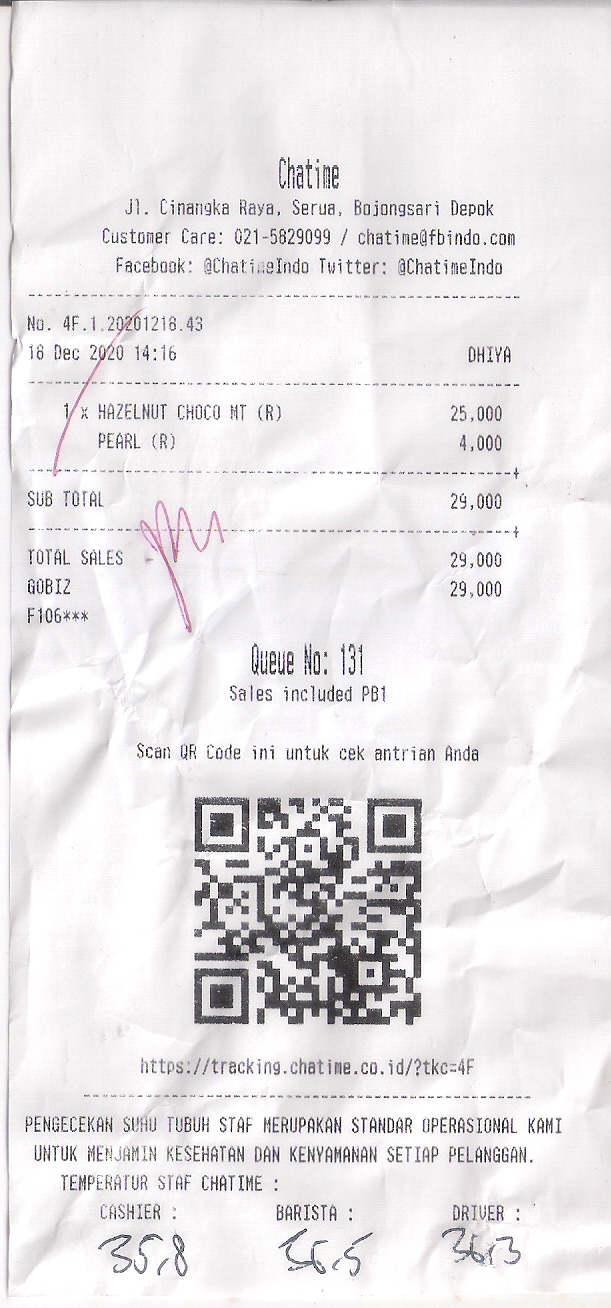 Chatime
Jl. Cinangka Raya, Serua, Bojongsari Depok
Customer Care: 021-5829099 / chatime@fbindo.com
Facebook: @ChatimeIndo Twitter: @ChatimeIndo
No. 4F.1.20201218.43
18 Dec 2020 14:16 DHIYA
1 x HAZELNUT CHOCO MT (R) 25,000
PEARL (R) 4,000
SUB TOTAL 29,000
TOTAL SALES 29,000
GOBIZ 29,000
F106***
Queue No: 131
Sales included PB1
Scan QR Code ini untuk cek antrian Anda
https://tracking.chatime.co.id/?tkc=4F
PENGECEKAN SUHU TUBUH STAF MERUPAKAN STANDAR OPERASIONAL KAMI
UNTUK MENJAMIN KESEHATAN DAN KENYAMANAN SETIAP PELANGGAN.
TEMPERATUR STAF CHATIME :
CASHIER : BARISTA : DRIVER :
35,8 36,5 36,3